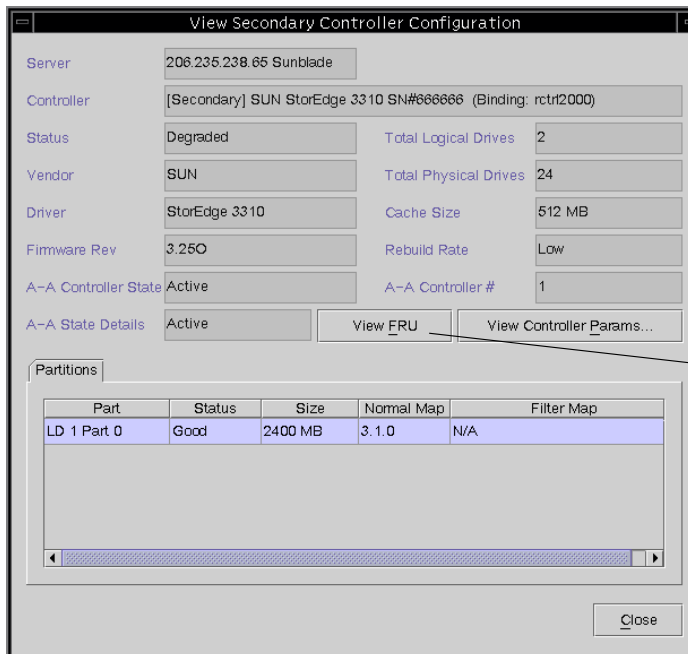 View Secondary Controller Configuration
Server 206.235.238.65 Sunblade
Controller [Secondary] SUN StorEdge 3310 SN#666666 (Binding: rctrl2000)
Status Degraded Total Logical Drives 2
Vendor SUN Total Physical Drives 24
Driver StorEdge 3310 Cache Size 512 MB
Firmware Rev 3.25O Rebuild Rate Low
A-A Controller State Active A-A Controller # 1
A-A State Details Active View FRU View Controller Params...
Partitions
Part Status Size Normal Map Filter Map
LD 1 Part 0 Good 2400 MB 3.1.0 N/A
Close